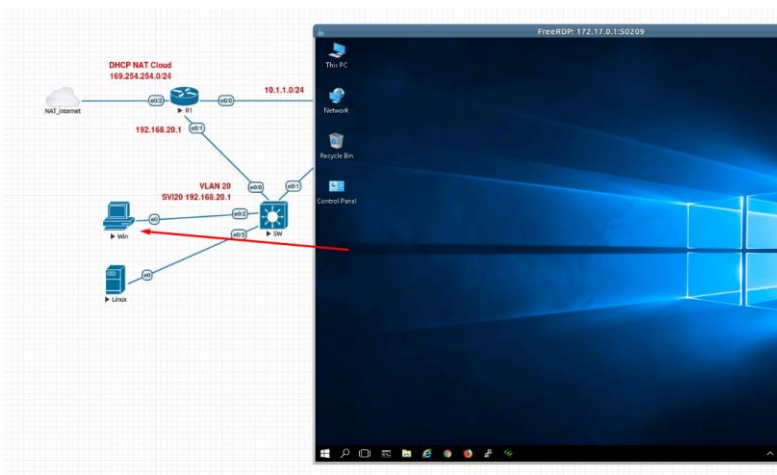 FreeRDP: 172.17.0.1:50209
DHCP NAT Cloud
169.254.254.0/24
NAT_internet
e0/2
R1
e0/0
10.1.1.0/24
192.168.20.1
e0/1
VLAN 20
SVI20 192.168.20.1
e0/0
e0/1
e0
e0/2
Win
e0/3
SW
e0
Linux
This PC
Network
Recycle Bin
Control Panel